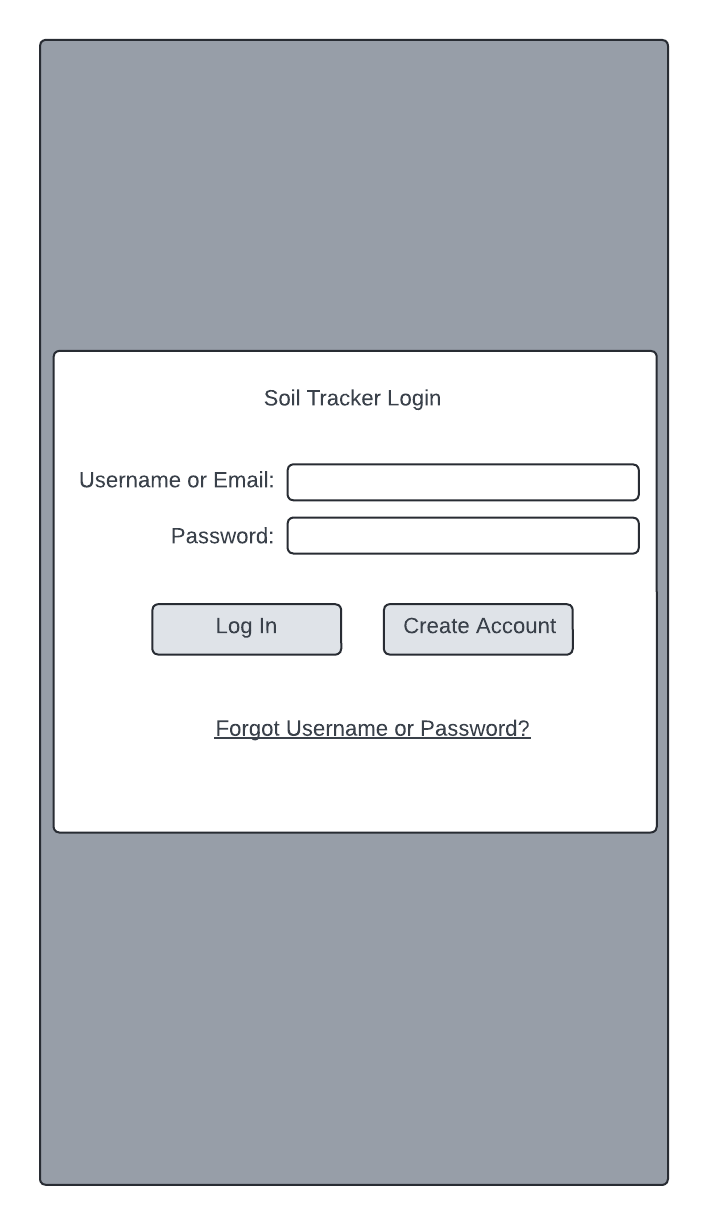 Soil Tracker Login
Username or Email:
Password:
Log In
Create Account
Forgot Username or Password?